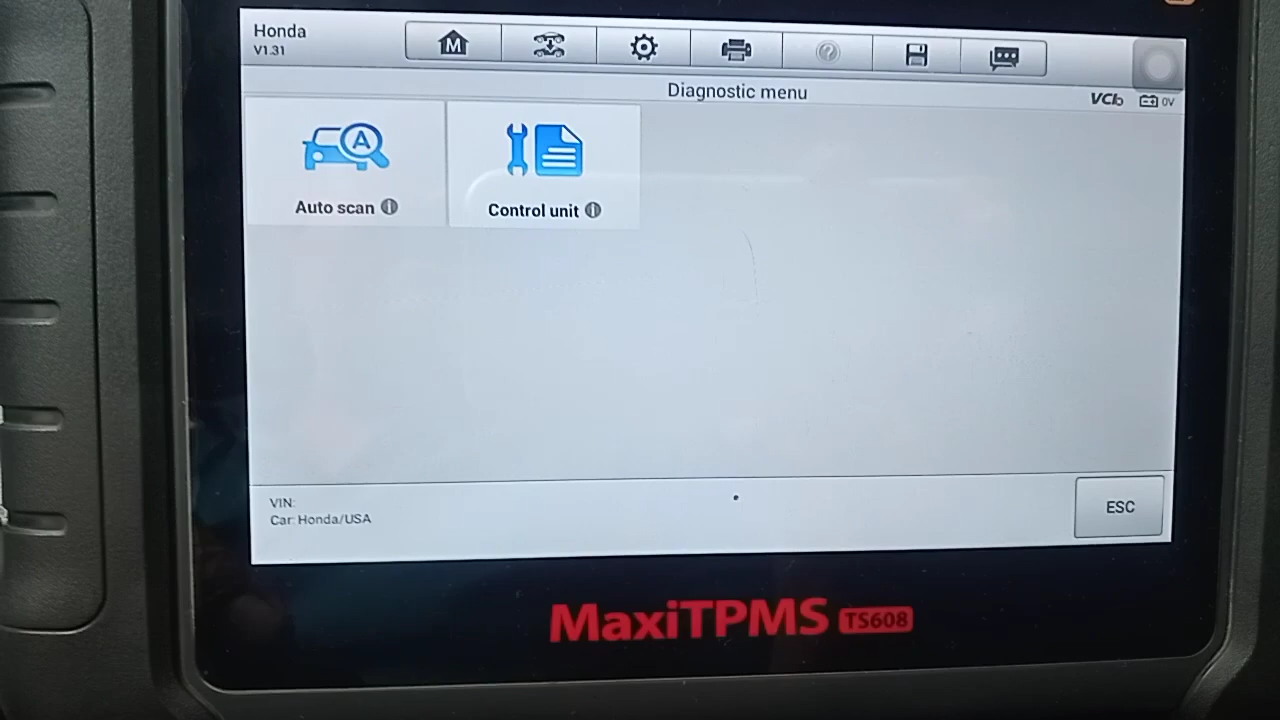 Honda
V1.31
M
?
Diagnostic menu
VCI
0V
A
Auto scan i
Control unit i
VIN:
Car: Honda/USA
ESC
MaxiTPMS TS608